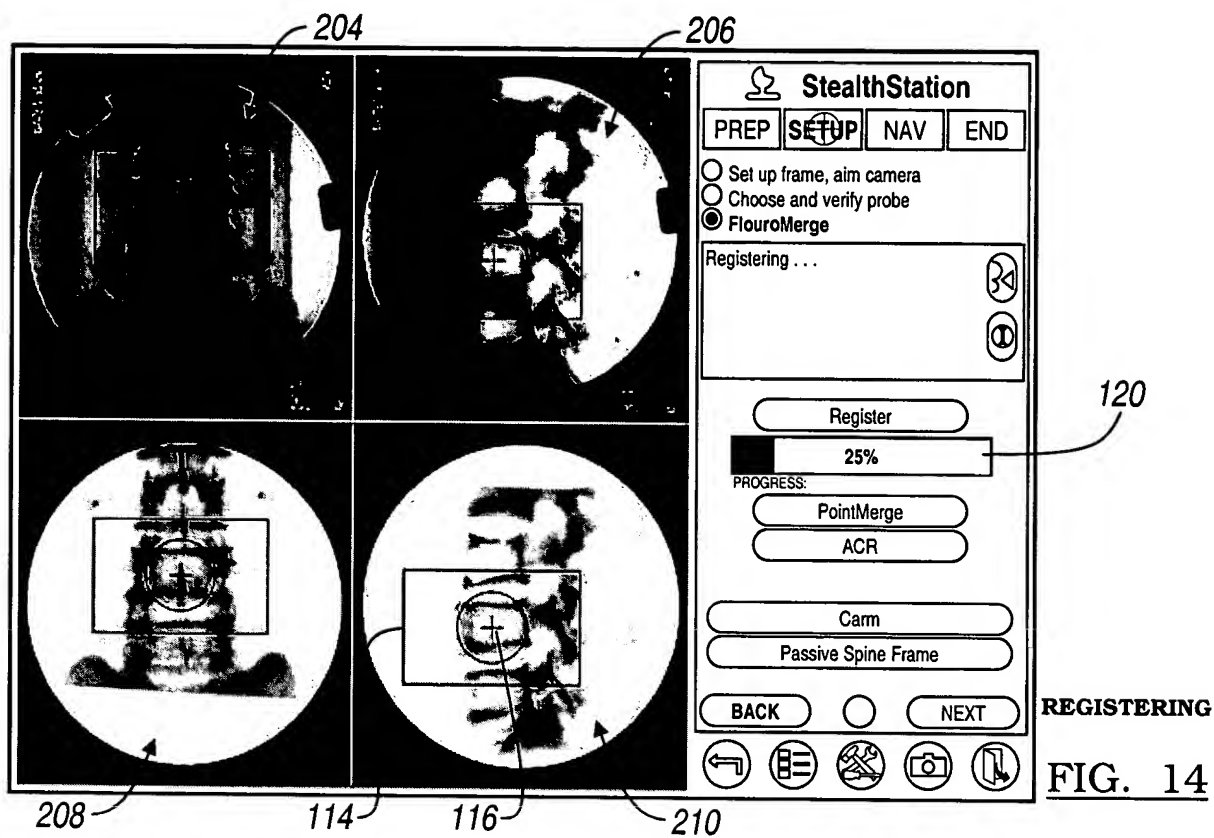 204
206
StealthStation
PREP SETUP NAV END
Set up frame, aim camera
Choose and verify probe
FlouroMerge
Registering . . .
120
Register
25%
PROGRESS:
PointMerge
ACR
Carm
Passive Spine Frame
BACK NEXT
REGISTERING
FIG. 14
208
114
116
210